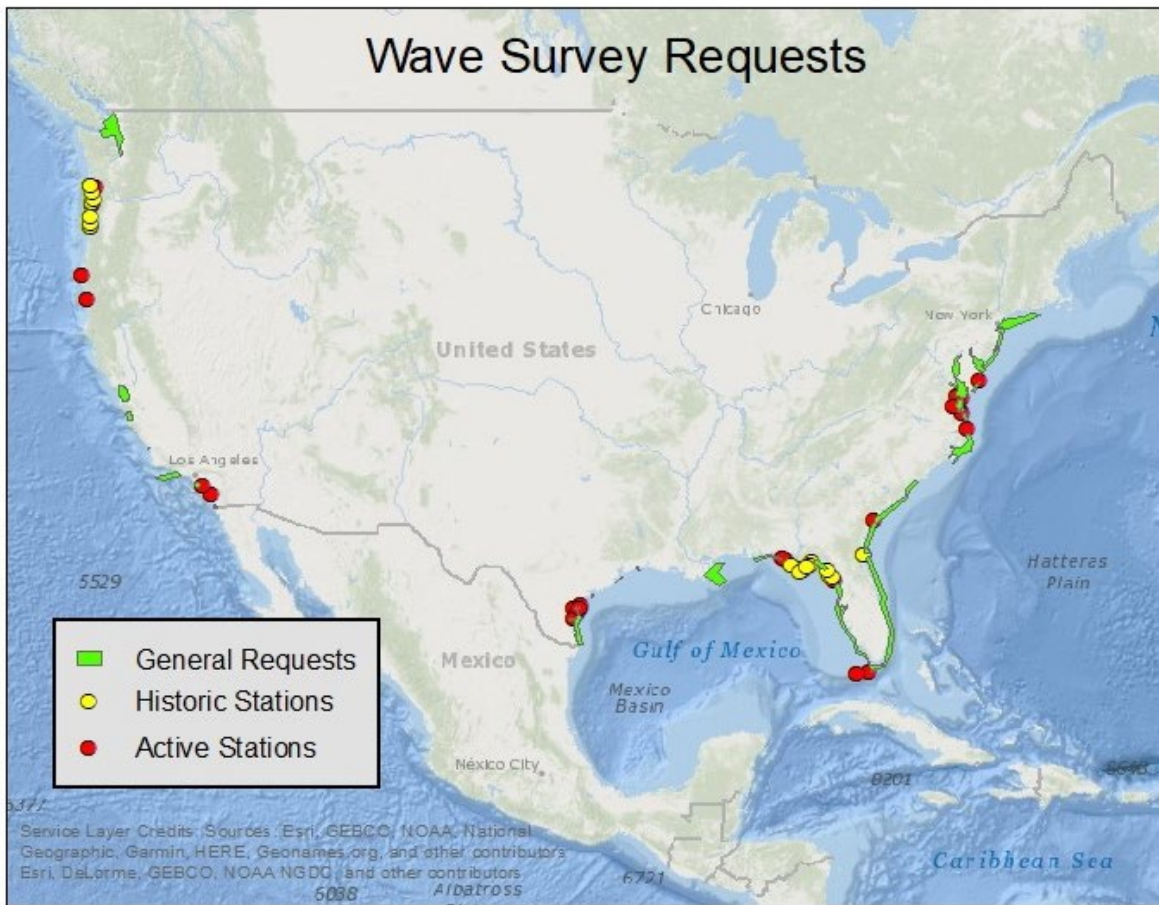 Wave Survey Requests
Chicago
New York
United States
Los Angeles
Hatteras
Plain
5529
Gulf of Mexico
Mexico
Mexico
Basin
General Requests
Historic Stations
Active Stations
México City
8201
6377
Service Layer Credits: Sources: Esri, GEBCO, NOAA, National
Geographic, Garmin, HERE, Geonames.org, and other contributors
Esri, DeLorme, GEBCO, NOAA NGDC, and other contributors
6038
Albatross
6721
Caribbean Sea